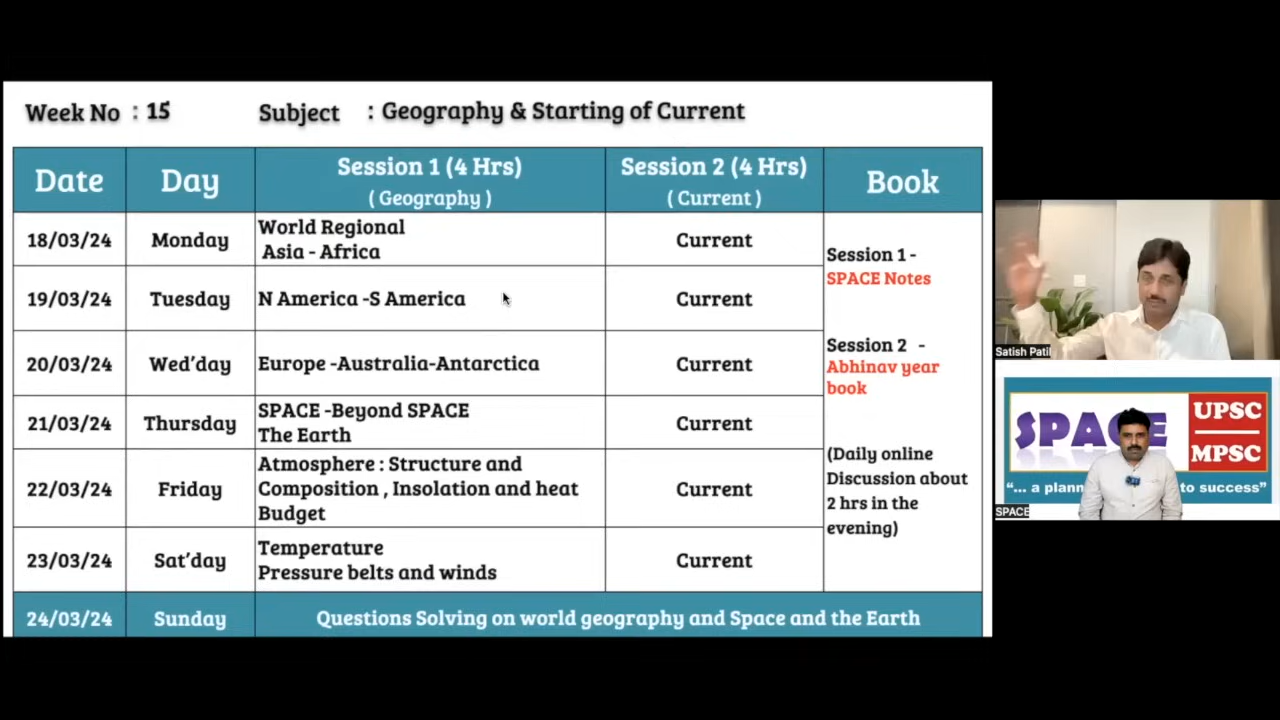 Week No : 15 Subject : Geography & Starting of Current
Date Day Session 1 (4 Hrs) Session 2 (4 Hrs) Book
( Geography ) ( Current )
18/03/24 Monday World Regional
Asia - Africa Current
19/03/24 Tuesday N America -S America Current
20/03/24 Wed'day Europe -Australia-Antarctica Current
21/03/24 Thursday SPACE -Beyond SPACE
The Earth Current
22/03/24 Friday Atmosphere : Structure and
Composition , Insolation and heat
Budget Current
23/03/24 Sat'day Temperature
Pressure belts and winds Current
Session 1 -
SPACE Notes
Session 2 -
Abhinav year
book
(Daily online
Discussion about
2 hrs in the
evening)
24/03/24 Sunday Questions Solving on world geography and Space and the Earth
Satish Patil
SPACE UPSC
MPSC
"... a plann to success"
SPACE